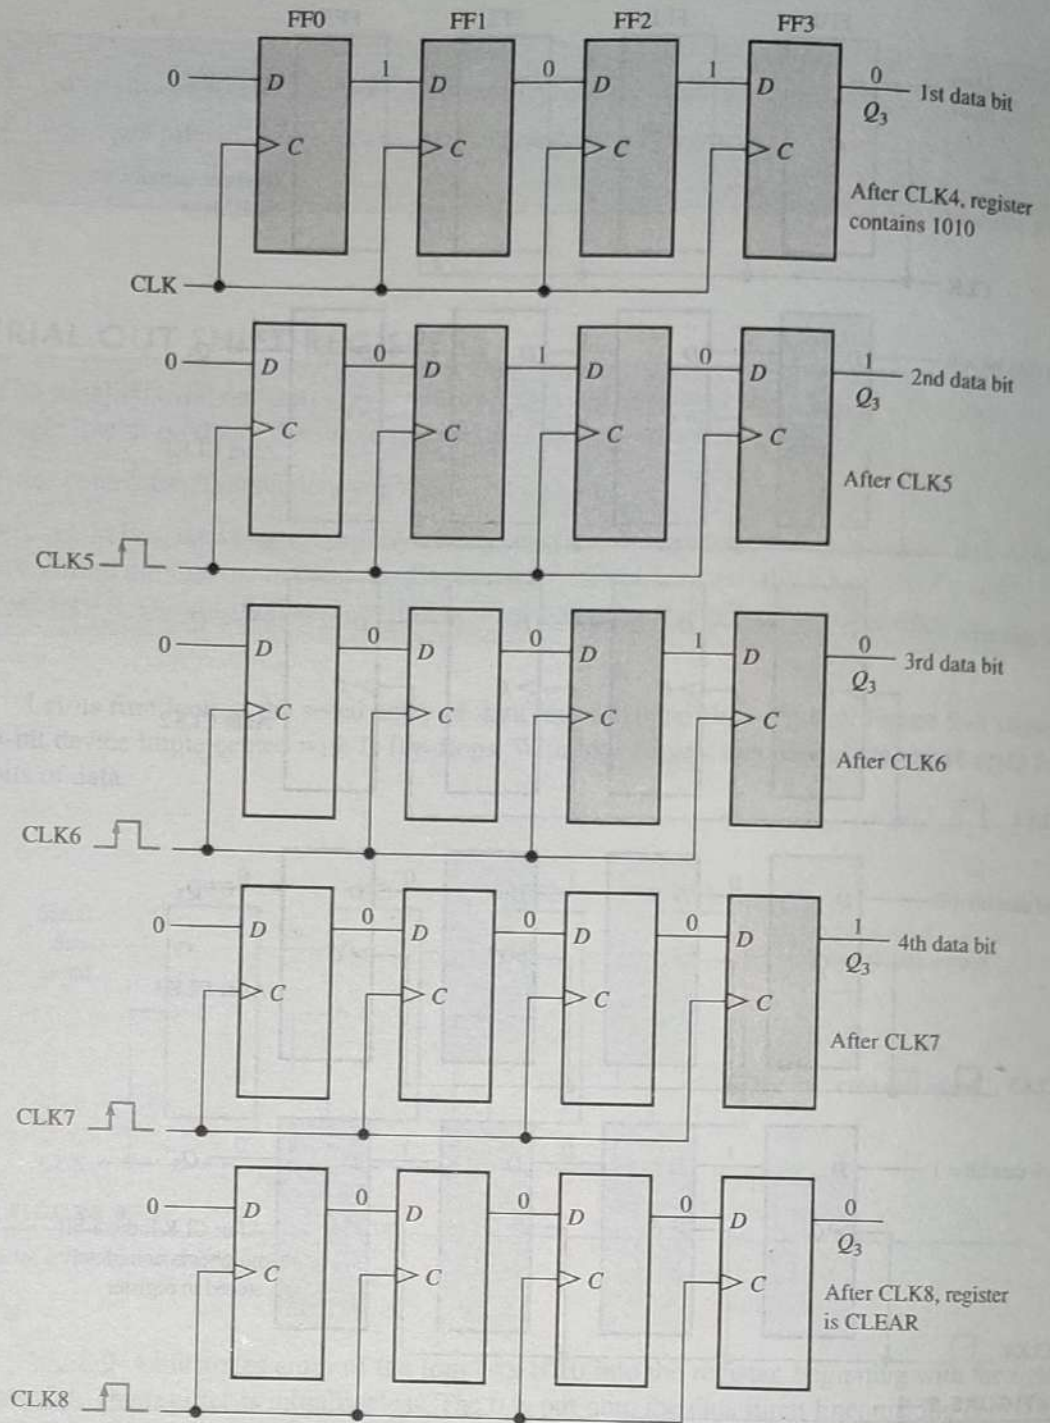 FF0 FF1 FF2 FF3
0 D 1 D 0 D 1 D 0 1st data bit
Q3
C C C C
After CLK4, register
contains 1010
CLK
0 D 0 D 1 D 0 D 1 2nd data bit
Q3
C C C C
After CLK5
CLK5
0 D 0 D 0 D 1 D 0 3rd data bit
Q3
C C C C
After CLK6
CLK6
0 D 0 D 0 D 0 D 1 4th data bit
Q3
C C C C
After CLK7
CLK7
0 D 0 D 0 D 0 D 0
Q3
C C C C
After CLK8, register
is CLEAR
CLK8